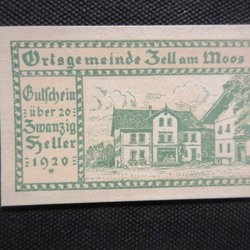 Ortsgemeinde Zell am Moos
Gutschein
über 20
Zwanzig
Heller
1920